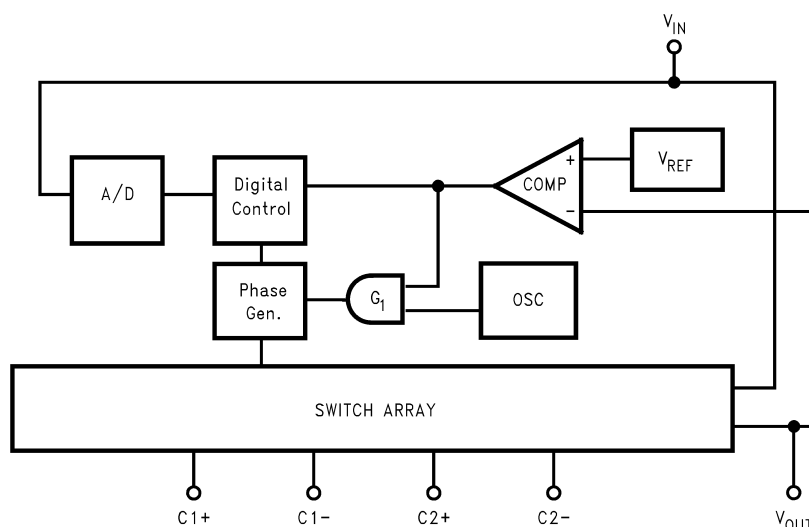 VIN
A/D
Digital
Control
COMP
+
-
VREF
Phase
Gen.
G1
OSC
SWITCH ARRAY
C1+
C1-
C2+
C2-
VOUT